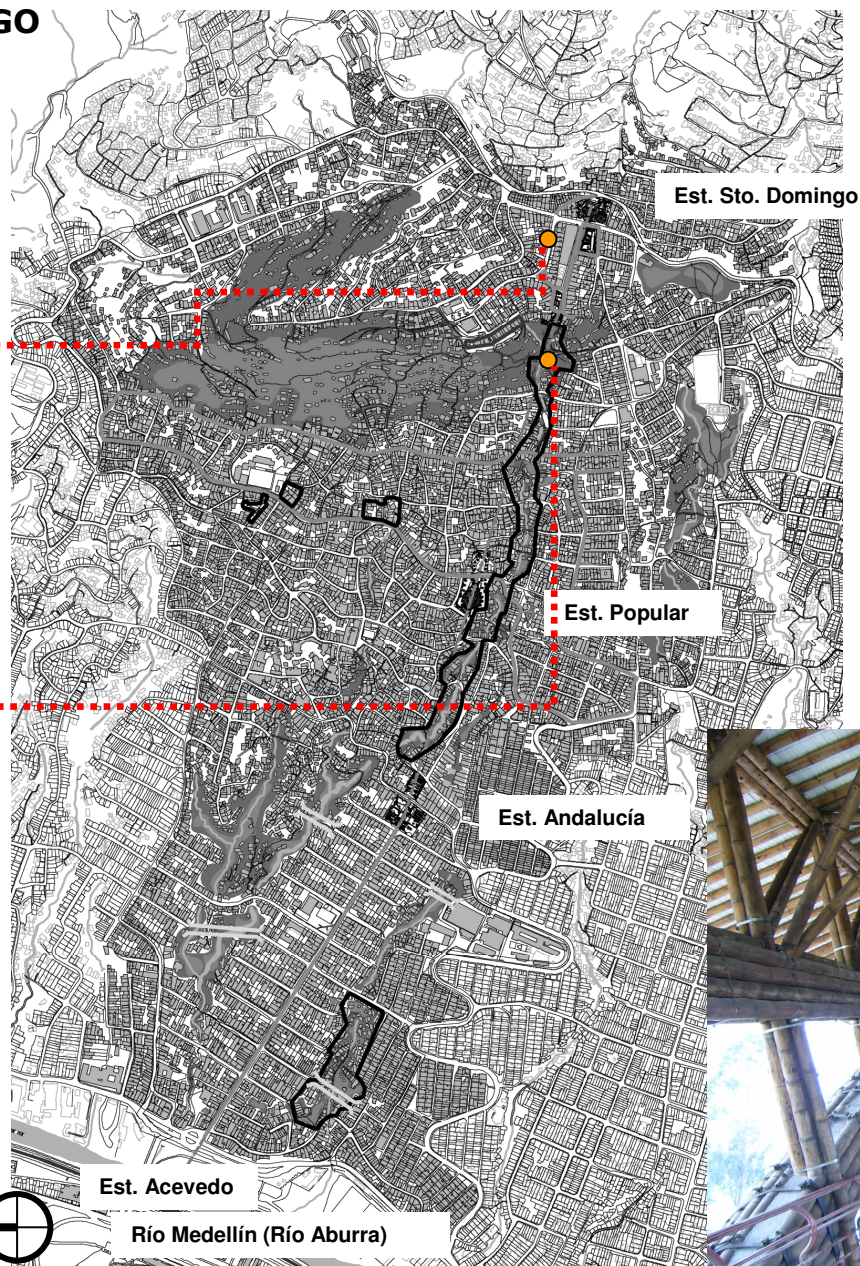 GO
Est. Sto. Domingo
Est. Popular
Est. Andalucía
Est. Acevedo
Río Medellín (Río Aburra)